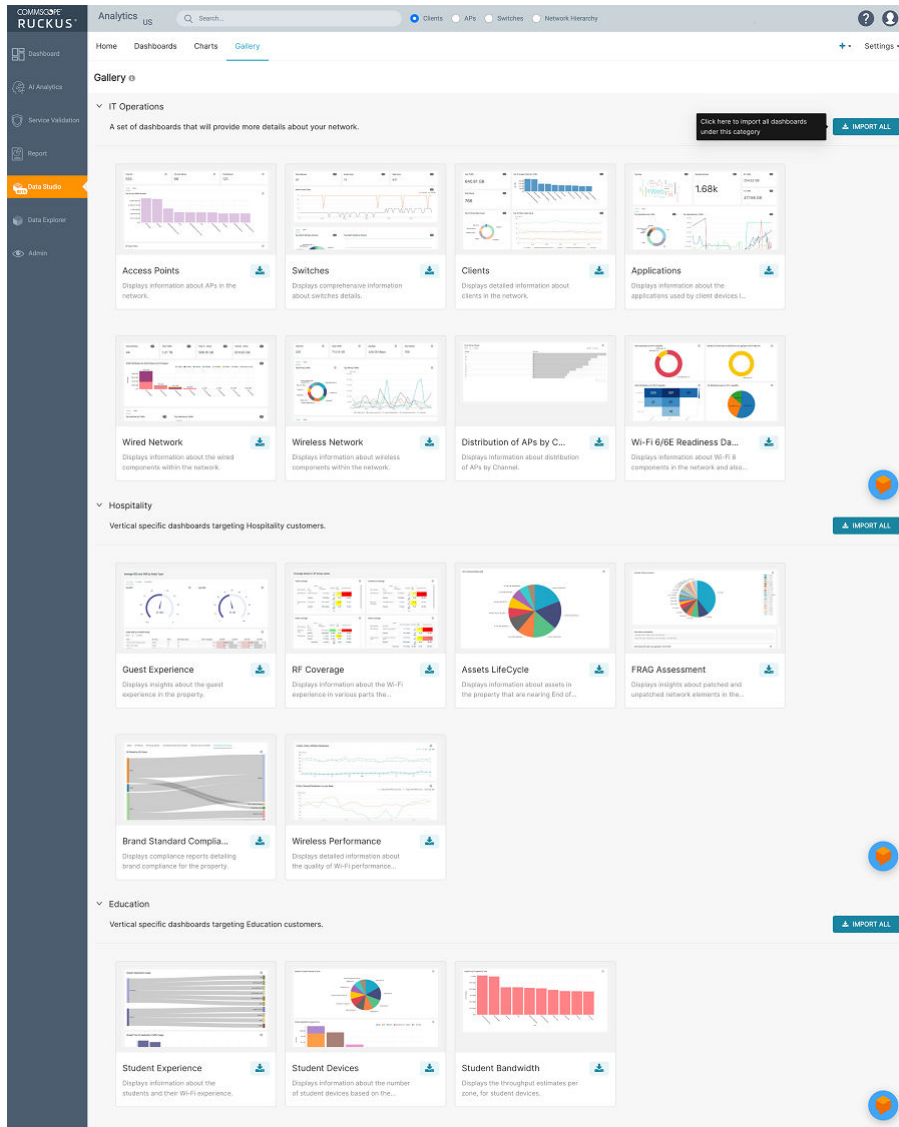 COMMSCOPE®
RUCKUS®
Analytics US
Search...
Clients
APs
Switches
Network Hierarchy
Dashboard
AI Analytics
Service Validation
Report
Data Studio
Data Explorer
Admin
Home
Dashboards
Charts
Gallery
Settings
Gallery
IT Operations
A set of dashboards that will provide more details about your network.
Click here to import all dashboards
under this category
IMPORT ALL
1.68k
Access Points
Displays information about APs in the
network.
Switches
Displays comprehensive information
about switches details.
Clients
Displays detailed information about
clients in the network.
Applications
Displays information about the
applications used by client devices i...
Wired Network
Displays information about the wired
components within the network.
Wireless Network
Displays information about wireless
components within the network.
Distribution of APs by C...
Displays information about distribution
of APs by Channel.
Wi-Fi 6/6E Readiness Da...
Displays information about Wi-Fi 6
components in the network and also...
Hospitality
Vertical specific dashboards targeting Hospitality customers.
IMPORT ALL
Guest Experience
Displays insights about the guest
experience in the property.
RF Coverage
Displays information about the Wi-Fi
experience in various parts the...
Assets LifeCycle
Displays information about assets in
the property that are nearing End of...
FRAG Assessment
Displays insights about patched and
unpatched network elements in the...
Brand Standard Complia...
Displays compliance reports detailing
brand compliance for the property.
Wireless Performance
Displays detailed information about
the quality of Wi-Fi performance...
Education
Vertical specific dashboards targeting Education customers.
IMPORT ALL
Student Experience
Displays information about the
students and their Wi-Fi experience.
Student Devices
Displays information about the number
of student devices based on the...
Student Bandwidth
Displays the throughput estimates per
zone, for student devices.